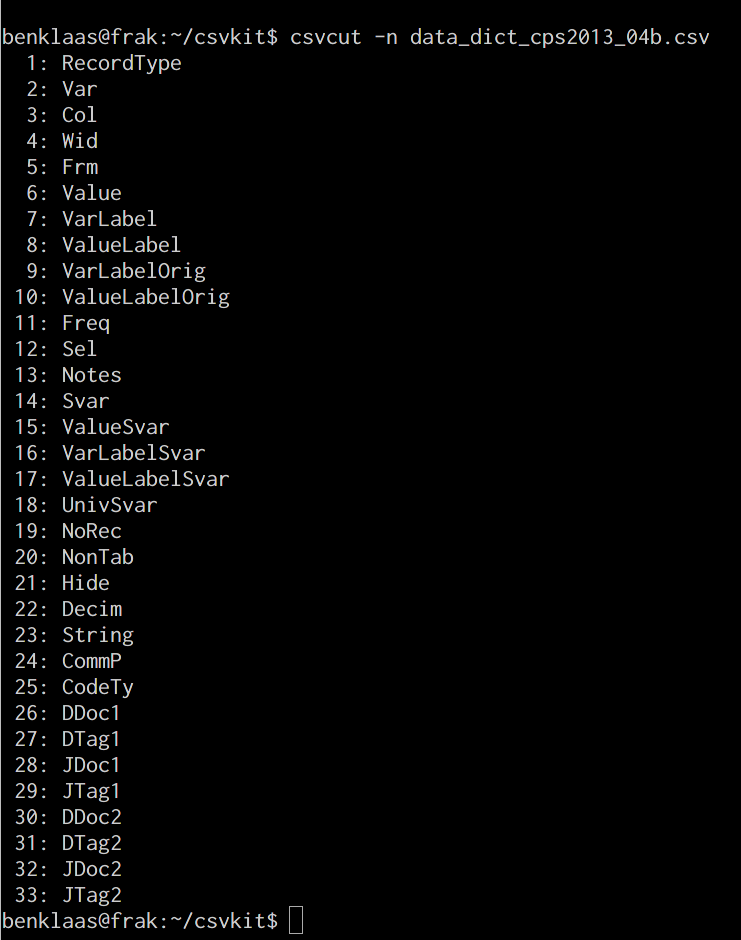 benklaas@frak:~/csvkit$ csvcut -n data_dict_cps2013_04b.csv
  1: RecordType
  2: Var
  3: Col
  4: Wid
  5: Frm
  6: Value
  7: VarLabel
  8: ValueLabel
  9: VarLabelOrig
 10: ValueLabelOrig
 11: Freq
 12: Sel
 13: Notes
 14: Svar
 15: ValueSvar
 16: VarLabelSvar
 17: ValueLabelSvar
 18: UnivSvar
 19: NoRec
 20: NonTab
 21: Hide
 22: Decim
 23: String
 24: CommP
 25: CodeTy
 26: DDoc1
 27: DTag1
 28: JDoc1
 29: JTag1
 30: DDoc2
 31: DTag2
 32: JDoc2
 33: JTag2
benklaas@frak:~/csvkit$